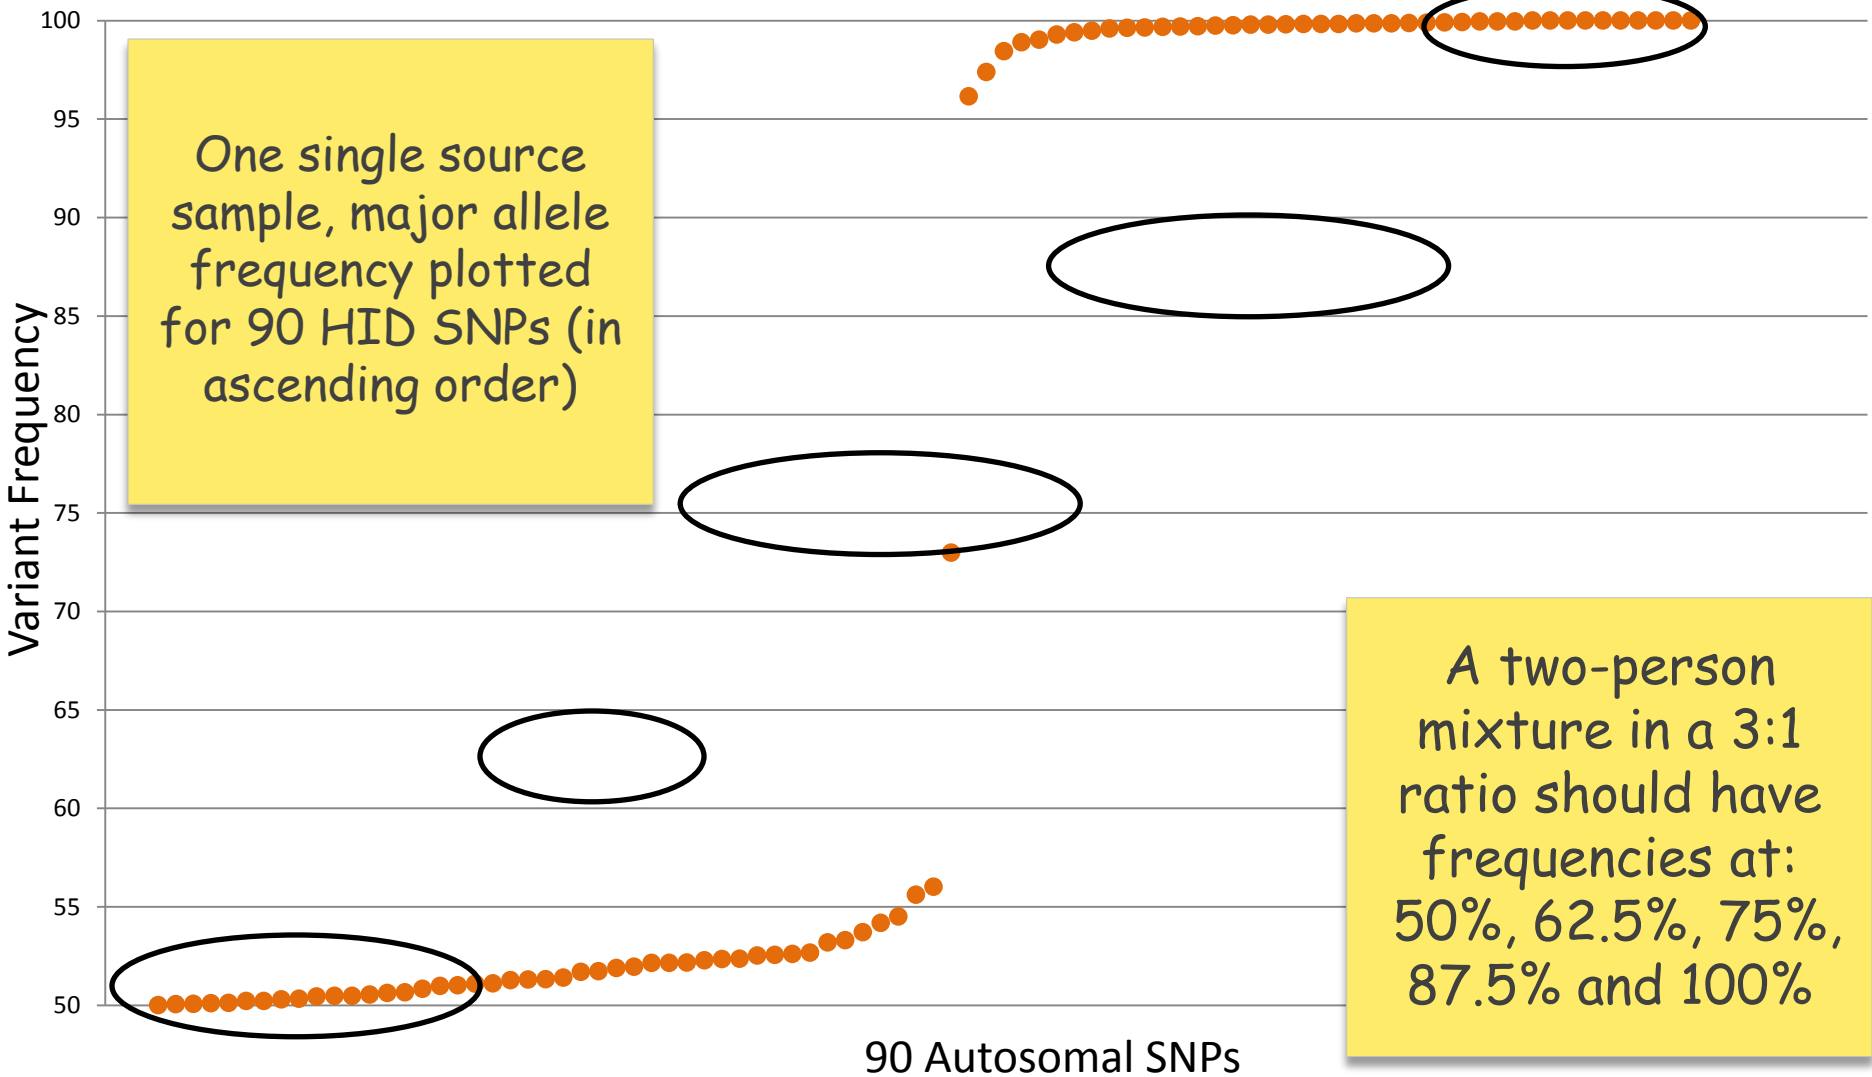 100
95
90
85
80
75
70
65
60
55
50
Variant Frequency
One single source
sample, major allele
frequency plotted
for 90 HID SNPs (in
ascending order)
A two-person
mixture in a 3:1
ratio should have
frequencies at:
50%, 62.5%, 75%,
87.5% and 100%
90 Autosomal SNPs